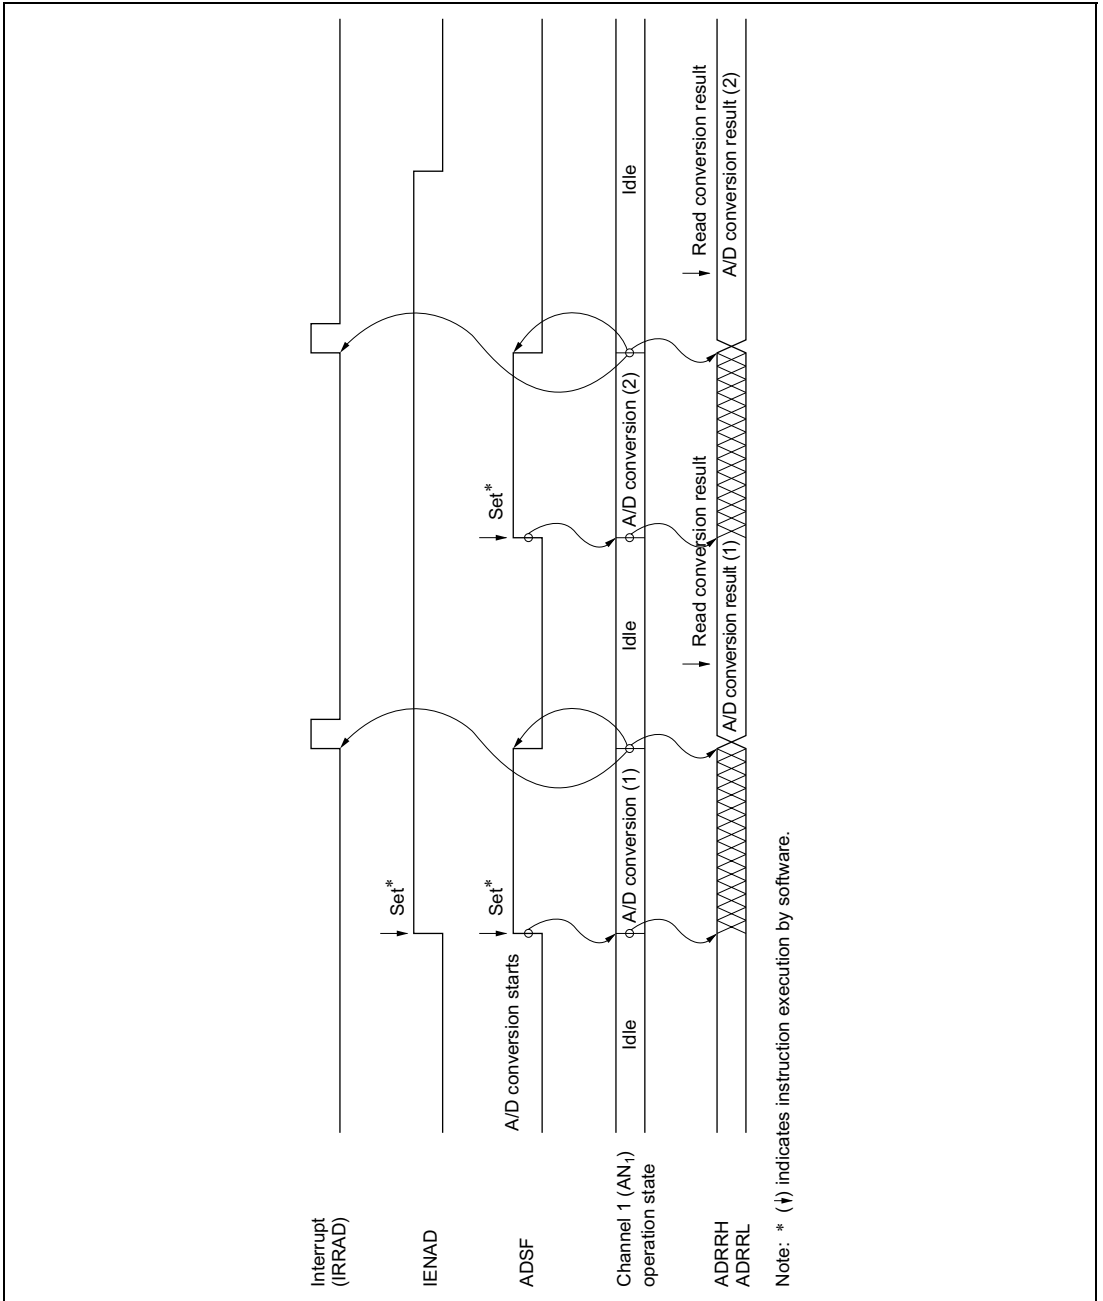 Interrupt
(IRRAD)
IENAD
Set*
ADSF
A/D conversion starts
Set*
Set*
Channel 1 (AN₁)
operation state
Idle
A/D conversion (1)
Idle
A/D conversion (2)
Idle
Read conversion result
Read conversion result
ADRRH
ADRRL
A/D conversion result (1)
A/D conversion result (2)
Note: * (↓) indicates instruction execution by software.